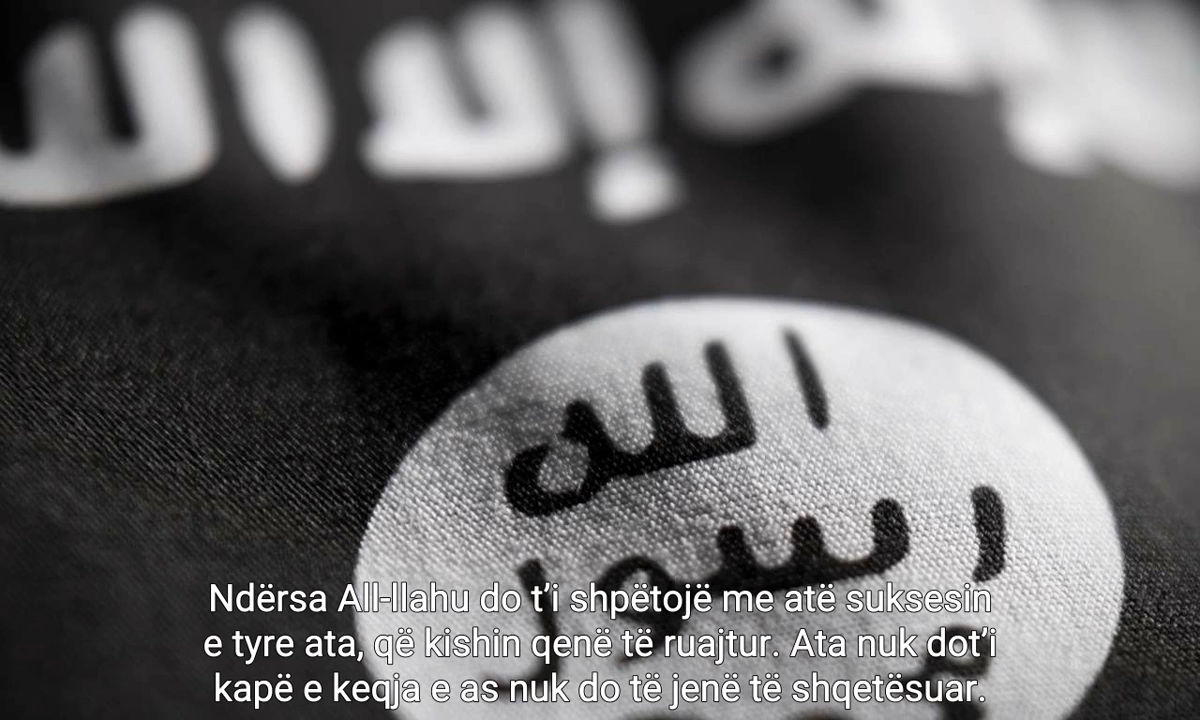 إلا
الله
رسول
Ndërsa All-llahu do t’i shpëtojë me atë suksesin
e tyre ata, që kishin qenë të ruajtur. Ata nuk dot’i
kapë e keqja e as nuk do të jenë të shqetësuar.